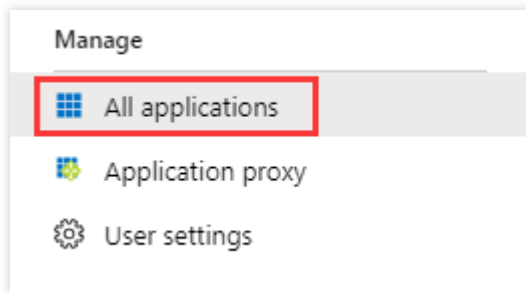 Manage
All applications
Application proxy
User settings